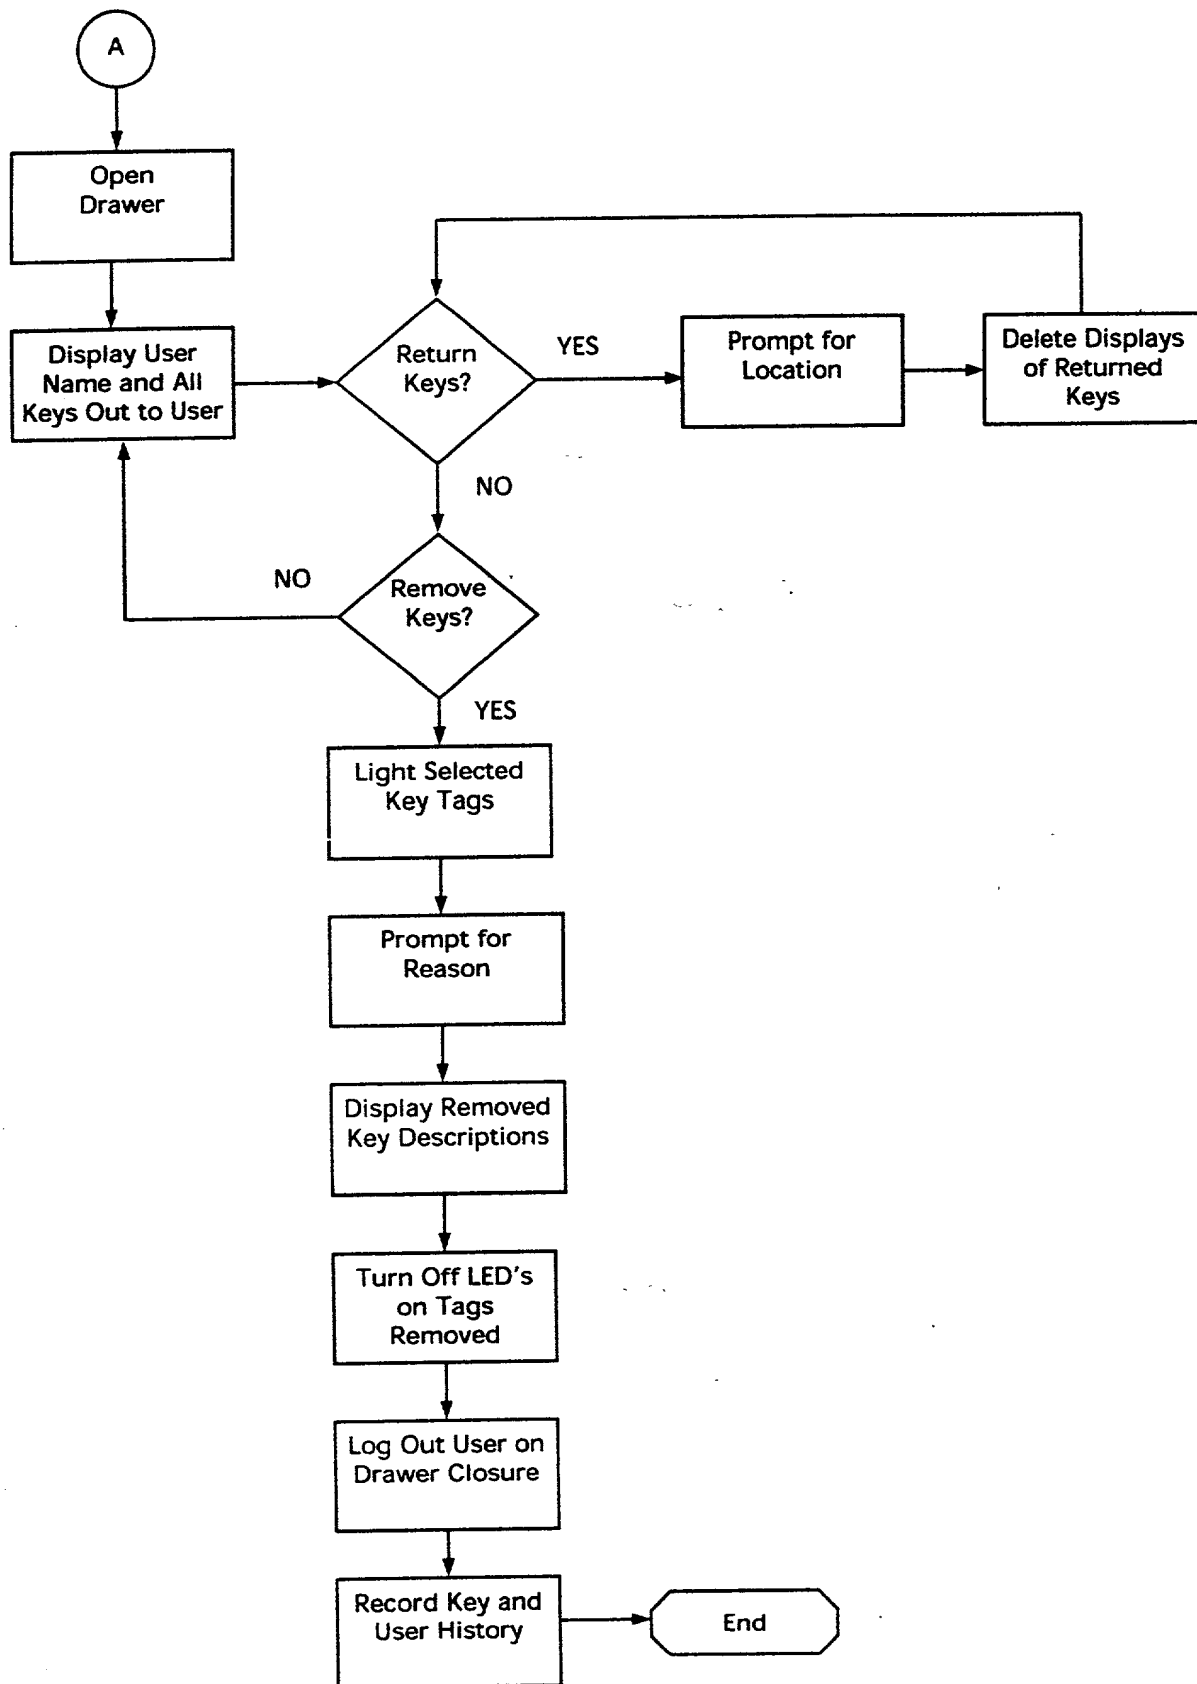 A
Open
Drawer
Display User
Name and All
Keys Out to User
Return
Keys?
YES
Prompt for
Location
Delete Displays
of Returned
Keys
NO
Remove
Keys?
NO
YES
Light Selected
Key Tags
Prompt for
Reason
Display Removed
Key Descriptions
Turn Off LED's
on Tags
Removed
Log Out User on
Drawer Closure
Record Key and
User History
End